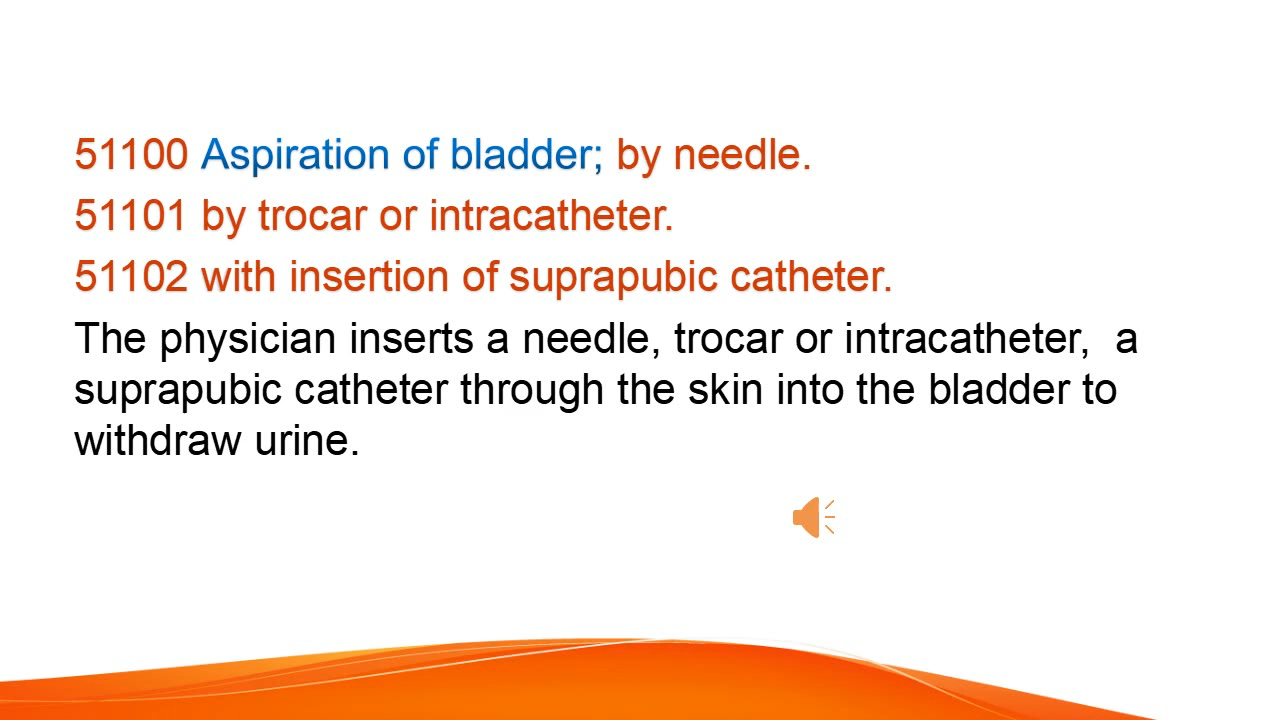 51100 Aspiration of bladder; by needle.
51101 by trocar or intracatheter.
51102 with insertion of suprapubic catheter.
The physician inserts a needle, trocar or intracatheter,  a
suprapubic catheter through the skin into the bladder to
withdraw urine.